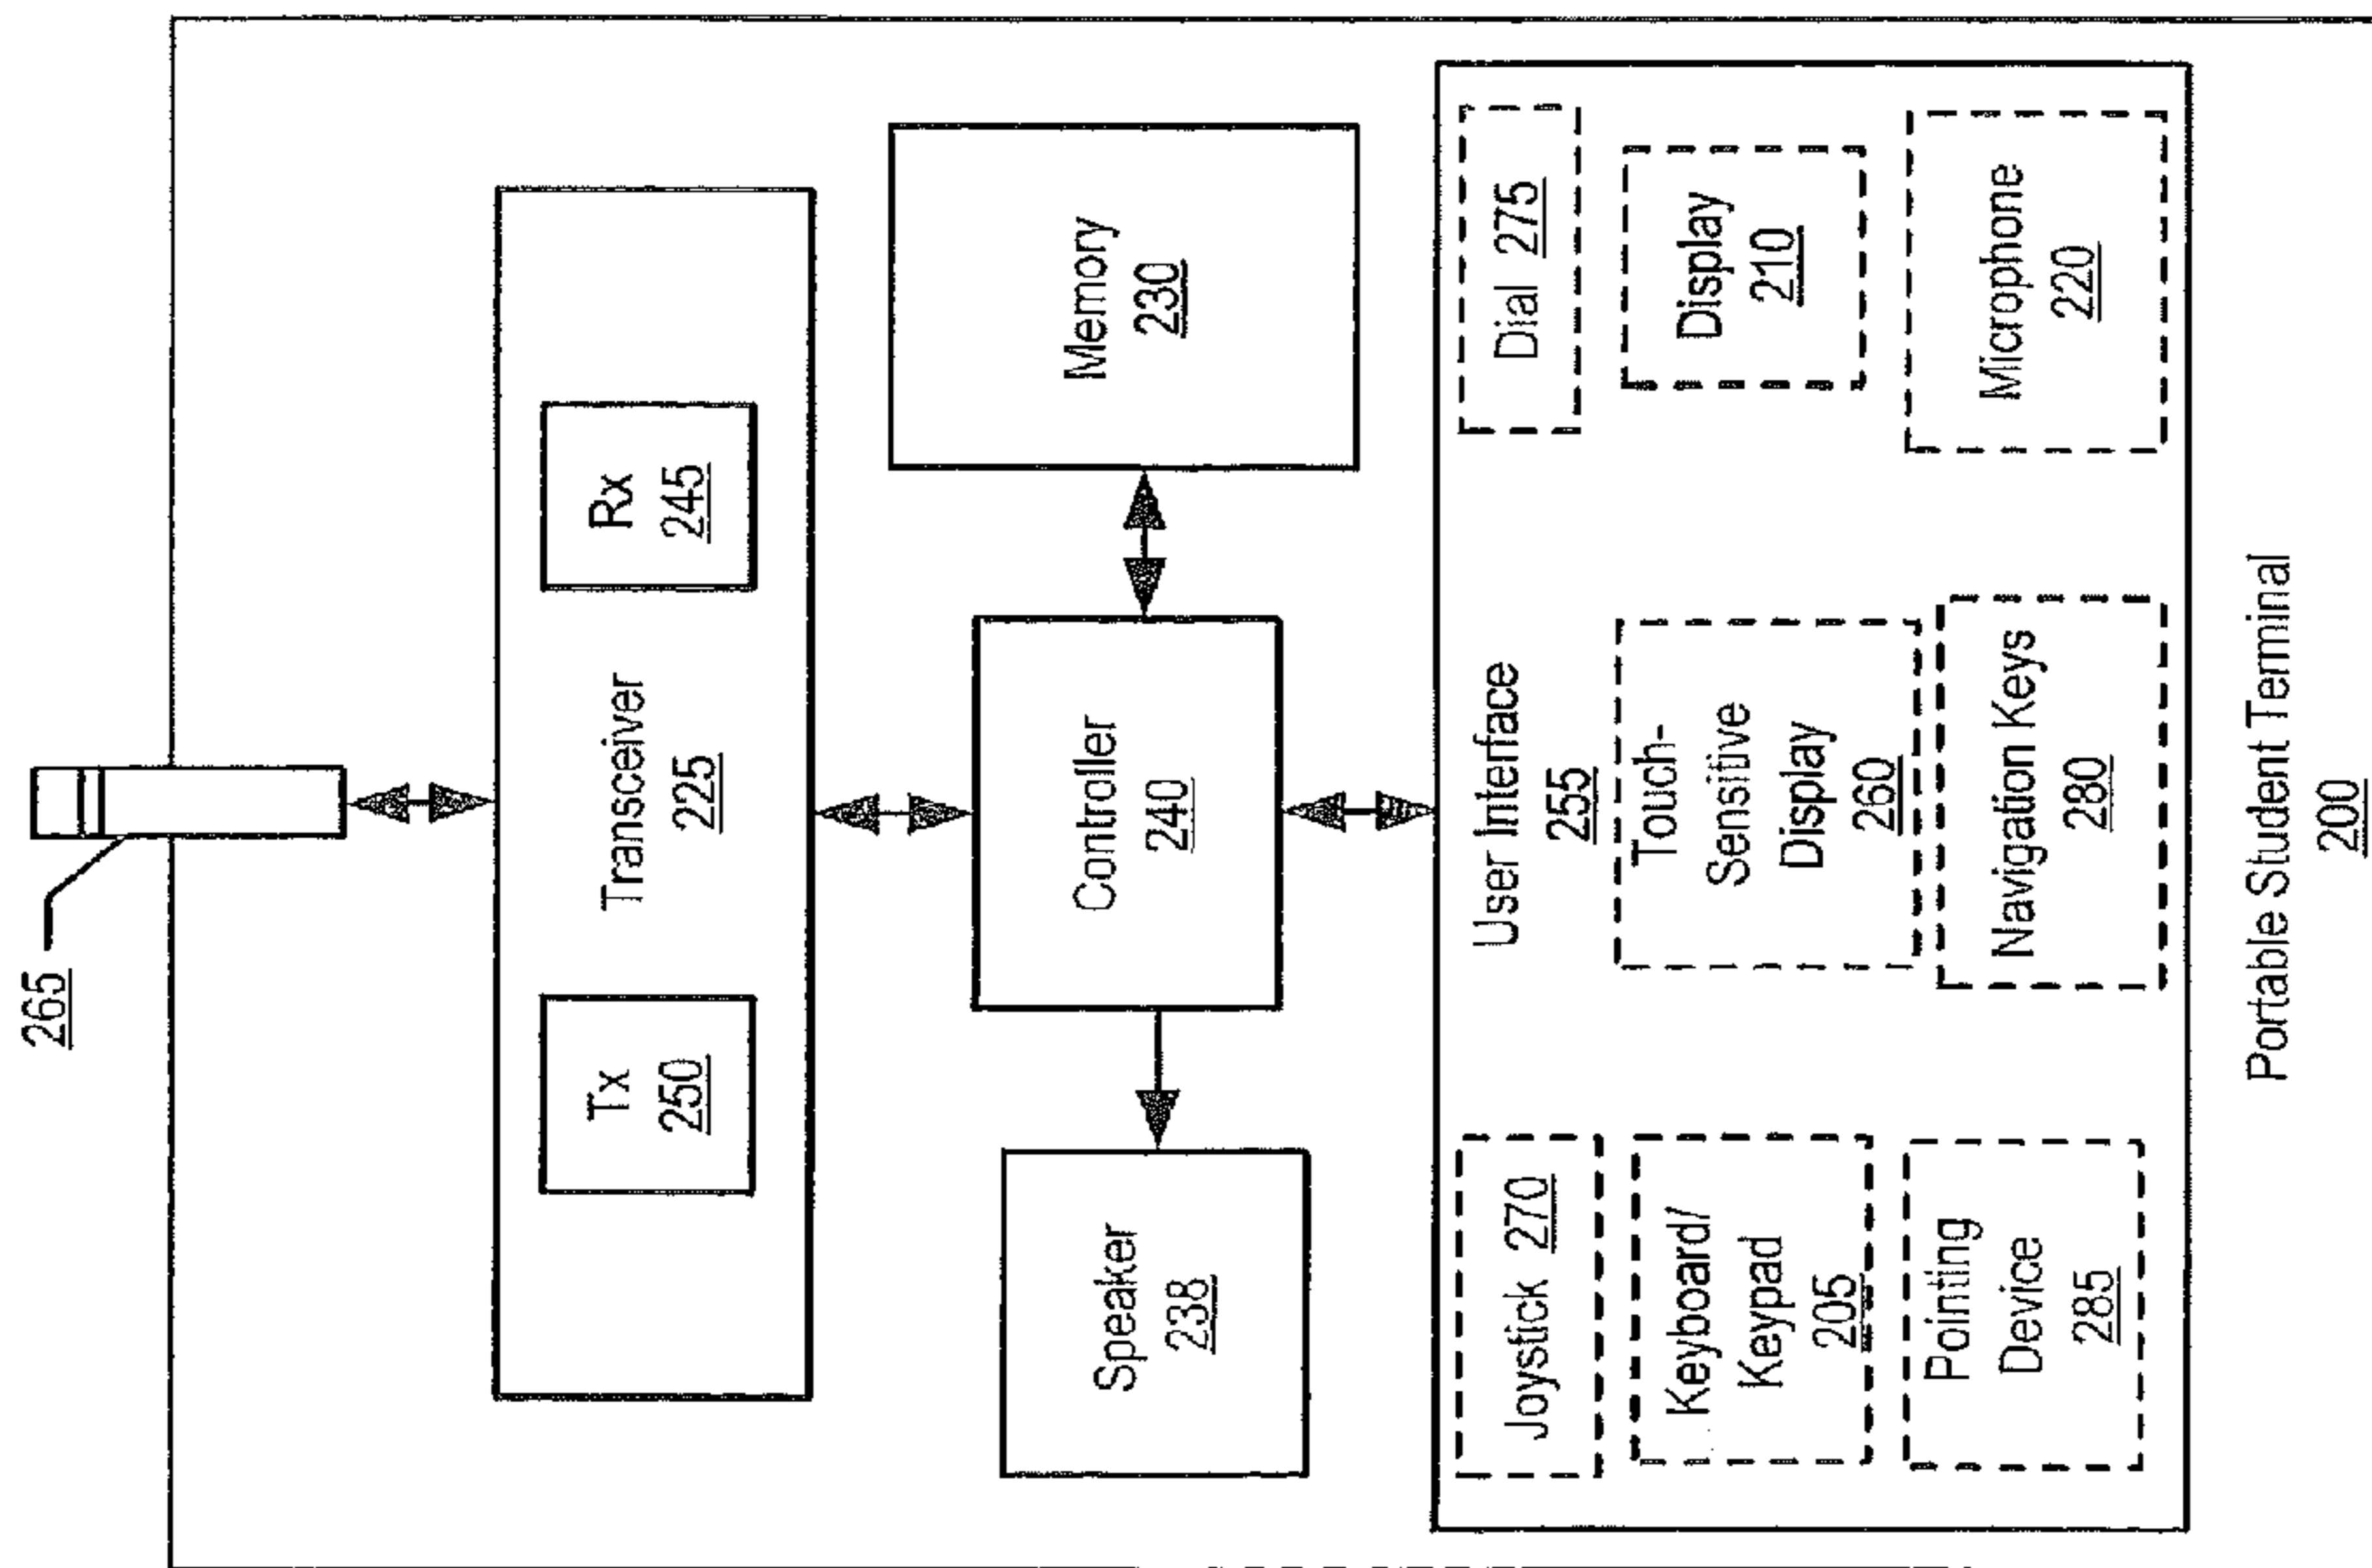 265
Transceiver
225
Tx
250
Rx
245
Speaker
238
Controller
240
Memory
230
User Interface
255
Joystick 270
Keyboard/
Keypad
205
Pointing
Device
285
Touch-
Sensitive
Display
260
Navigation Keys
280
Dial 275
Display
210
Microphone
220
Portable Student Terminal
200